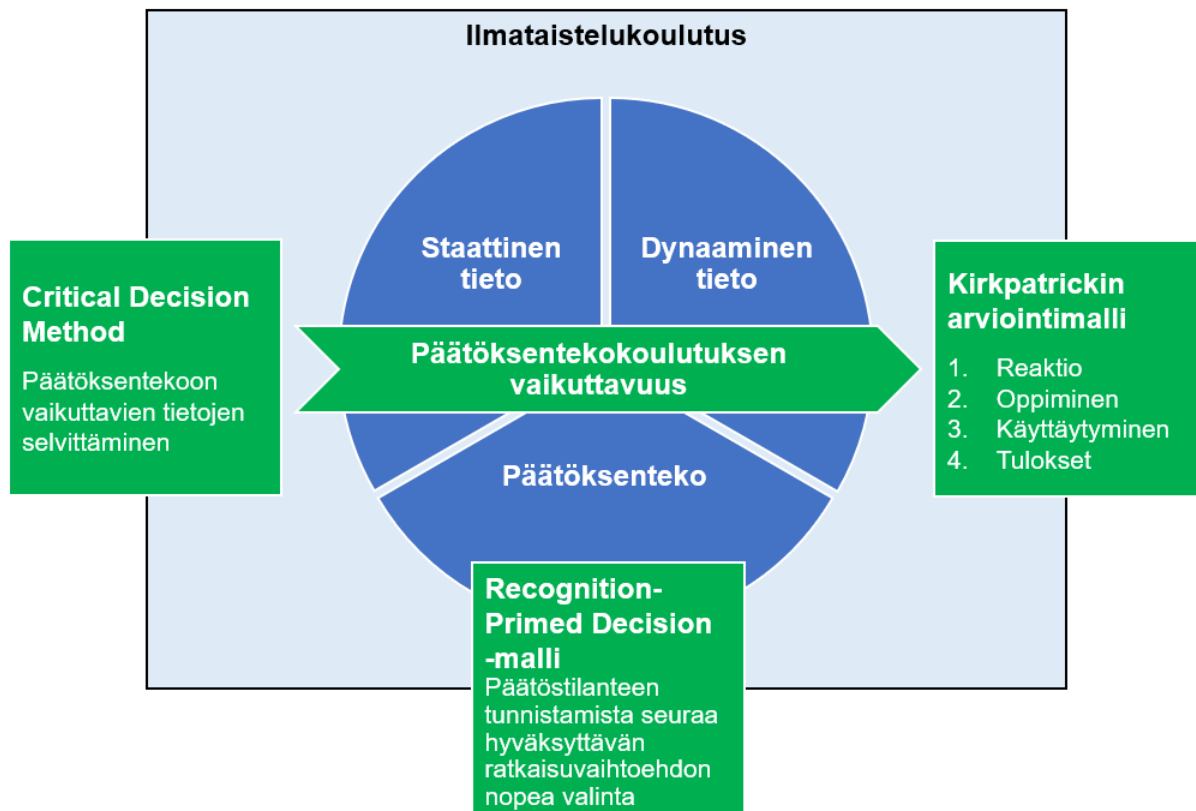 Ilmataistelukoulutus
Staattinen
tieto
Dynaaminen
tieto
Critical Decision
Method
Päätöksentekoon
vaikuttavien tietojen
selvittäminen
Päätöksentekokoulutuksen
vaikuttavuus
Kirkpatrickin
arviointimalli
1. Reaktio
2. Oppiminen
3. Käyttäytyminen
4. Tulokset
Päätöksenteko
Recognition-
Primed Decision
-malli
Päätöstilanteen
tunnistamista seuraa
hyväksyttävän
ratkaisuvaihtoehdon
nopea valinta